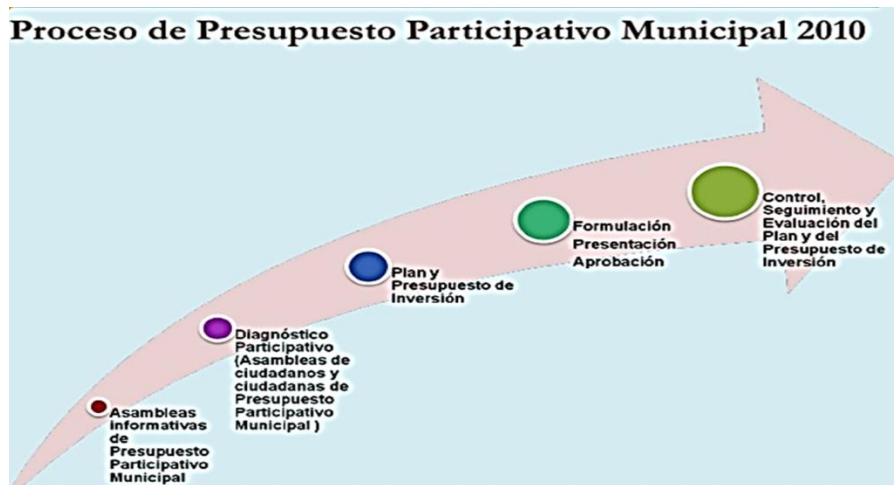 Proceso de Presupuesto Participativo Municipal 2010
Asambleas
Informativas
de
Presupuesto
Participativo
Municipal
Diagnóstico
Participativo
(Asambleas de
ciudadanos y
ciudadanas de
Presupuesto
Participativo
Municipal )
Plan y
Presupuesto de
Inversión
Formulación
Presentación
Aprobación
Control,
Seguimiento y
Evaluación del
Plan y del
Presupuesto de
Inversión